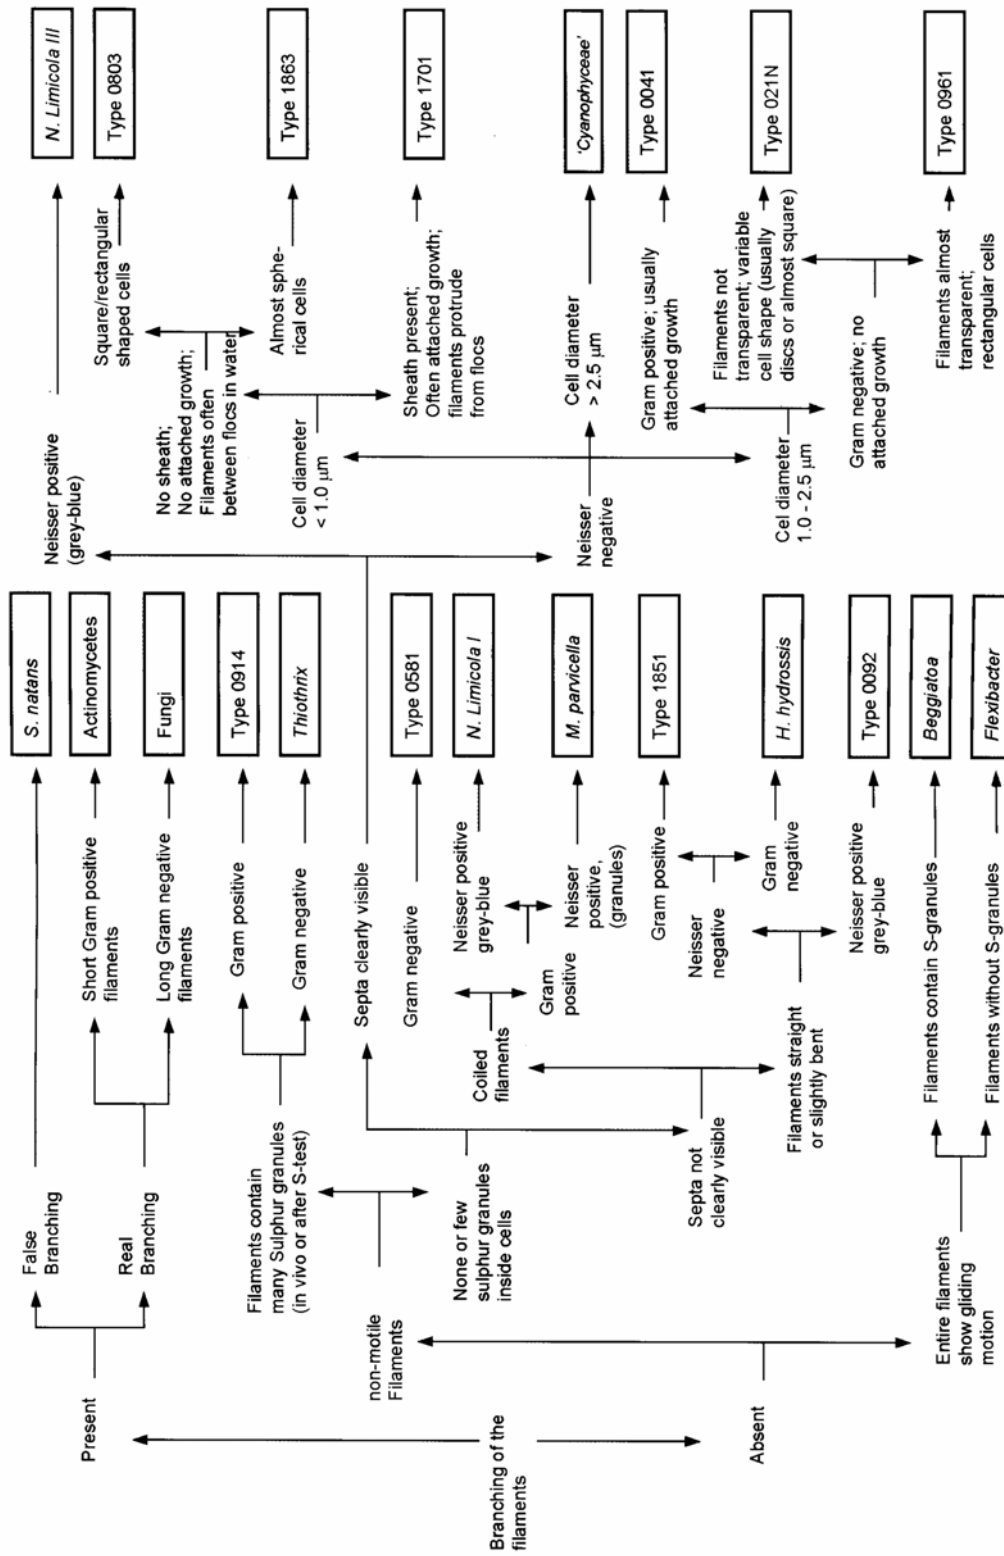 Branching of the
filaments
Present
Absent
False
Branching
Real
Branching
non-motile
Filaments
Entire filaments
show gliding
motion
S. natans
Short Gram positive
filaments
Actinomycetes
Long Gram negative
filaments
Fungi
Filaments contain
many Sulphur granules
(in vivo or after S-test)
Gram positive
Type 0914
Gram negative
Thiothrix
None or few
sulphur granules
inside cells
Septa clearly visible
Septa not
clearly visible
Coiled
filaments
Gram negative
Type 0581
Gram
positive
Neisser positive
grey-blue
N. Limicola I
Neisser
positive,
(granules)
M. parvicella
Filaments straight
or slightly bent
Neisser
negative
Gram positive
Type 1851
Gram
negative
H. hydrossis
Neisser positive
grey-blue
Type 0092
Filaments contain S-granules
Beggiatoa
Filaments without S-granules
Flexibacter
Neisser positive
(grey-blue)
N. Limicola III
Neisser
negative
Cell diameter
< 1.0 µm
No sheath;
No attached growth;
Filaments often
between flocs in water
Square/rectangular
shaped cells
Type 0803
Almost sphe-
rical cells
Type 1863
Sheath present;
Often attached growth;
filaments protrude
from flocs
Type 1701
Cell diameter
> 2.5 µm
'Cyanophyceae'
Cel diameter
1.0 - 2.5 µm
Gram positive; usually
attached growth
Type 0041
Gram negative; no
attached growth
Filaments not
transparent; variable
cell shape (usually
discs or almost square)
Type 021N
Filaments almost
transparent;
rectangular cells
Type 0961